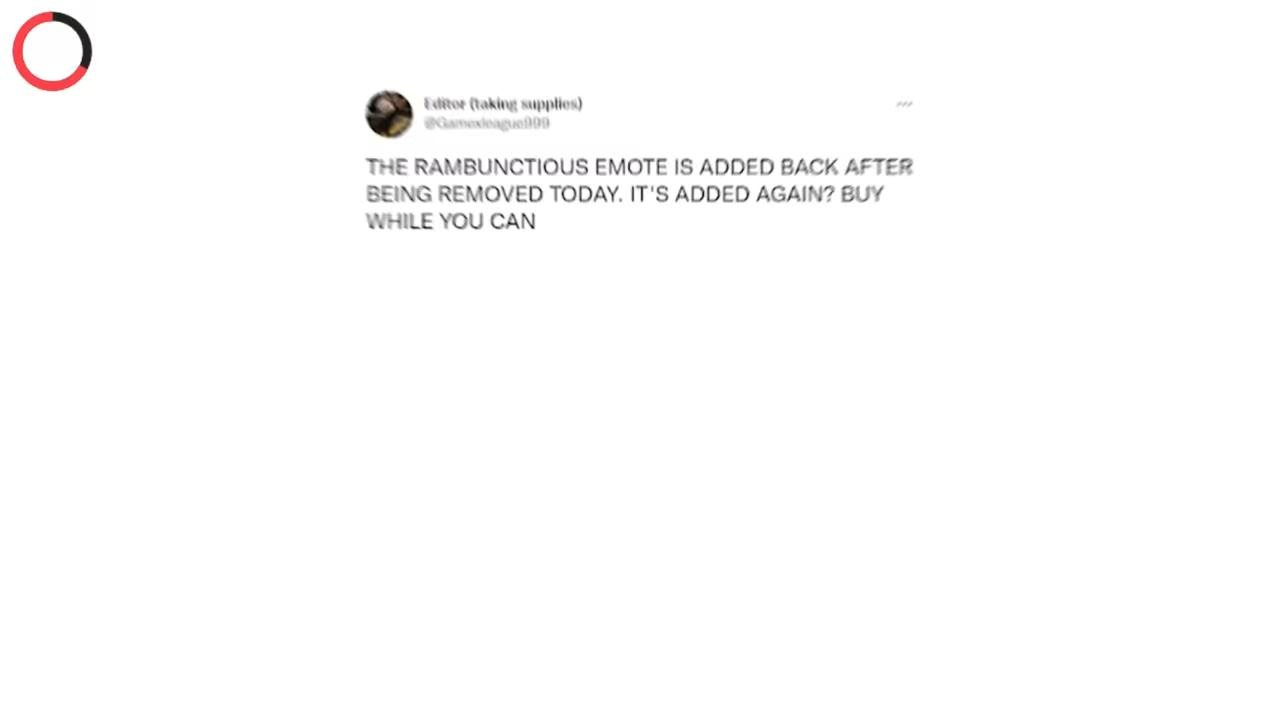 Editor (taking supplies)
@Gamexleague999
THE RAMBUNCTIOUS EMOTE IS ADDED BACK AFTER
BEING REMOVED TODAY. IT'S ADDED AGAIN? BUY
WHILE YOU CAN